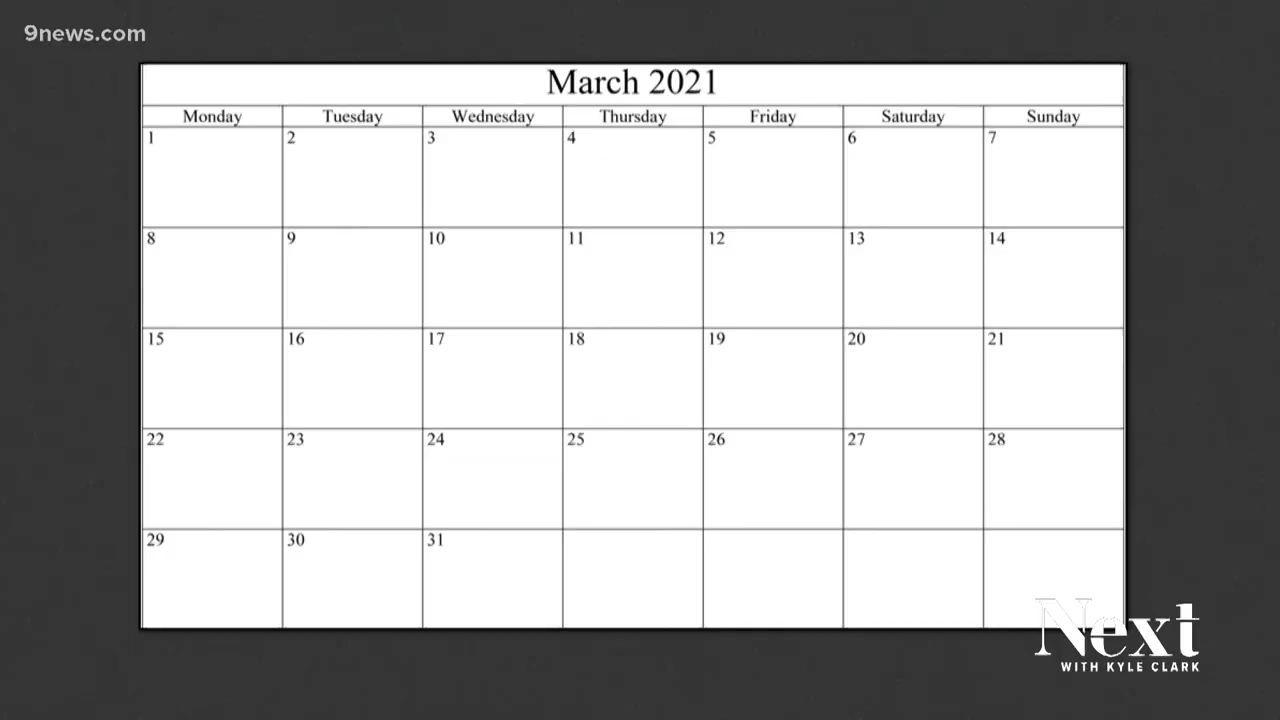 9news.com
March 2021
Monday Tuesday Wednesday Thursday Friday Saturday Sunday
1 2 3 4 5 6 7
8 9 10 11 12 13 14
15 16 17 18 19 20 21
22 23 24 25 26 27 28
29 30 31
Next
WITH KYLE CLARK